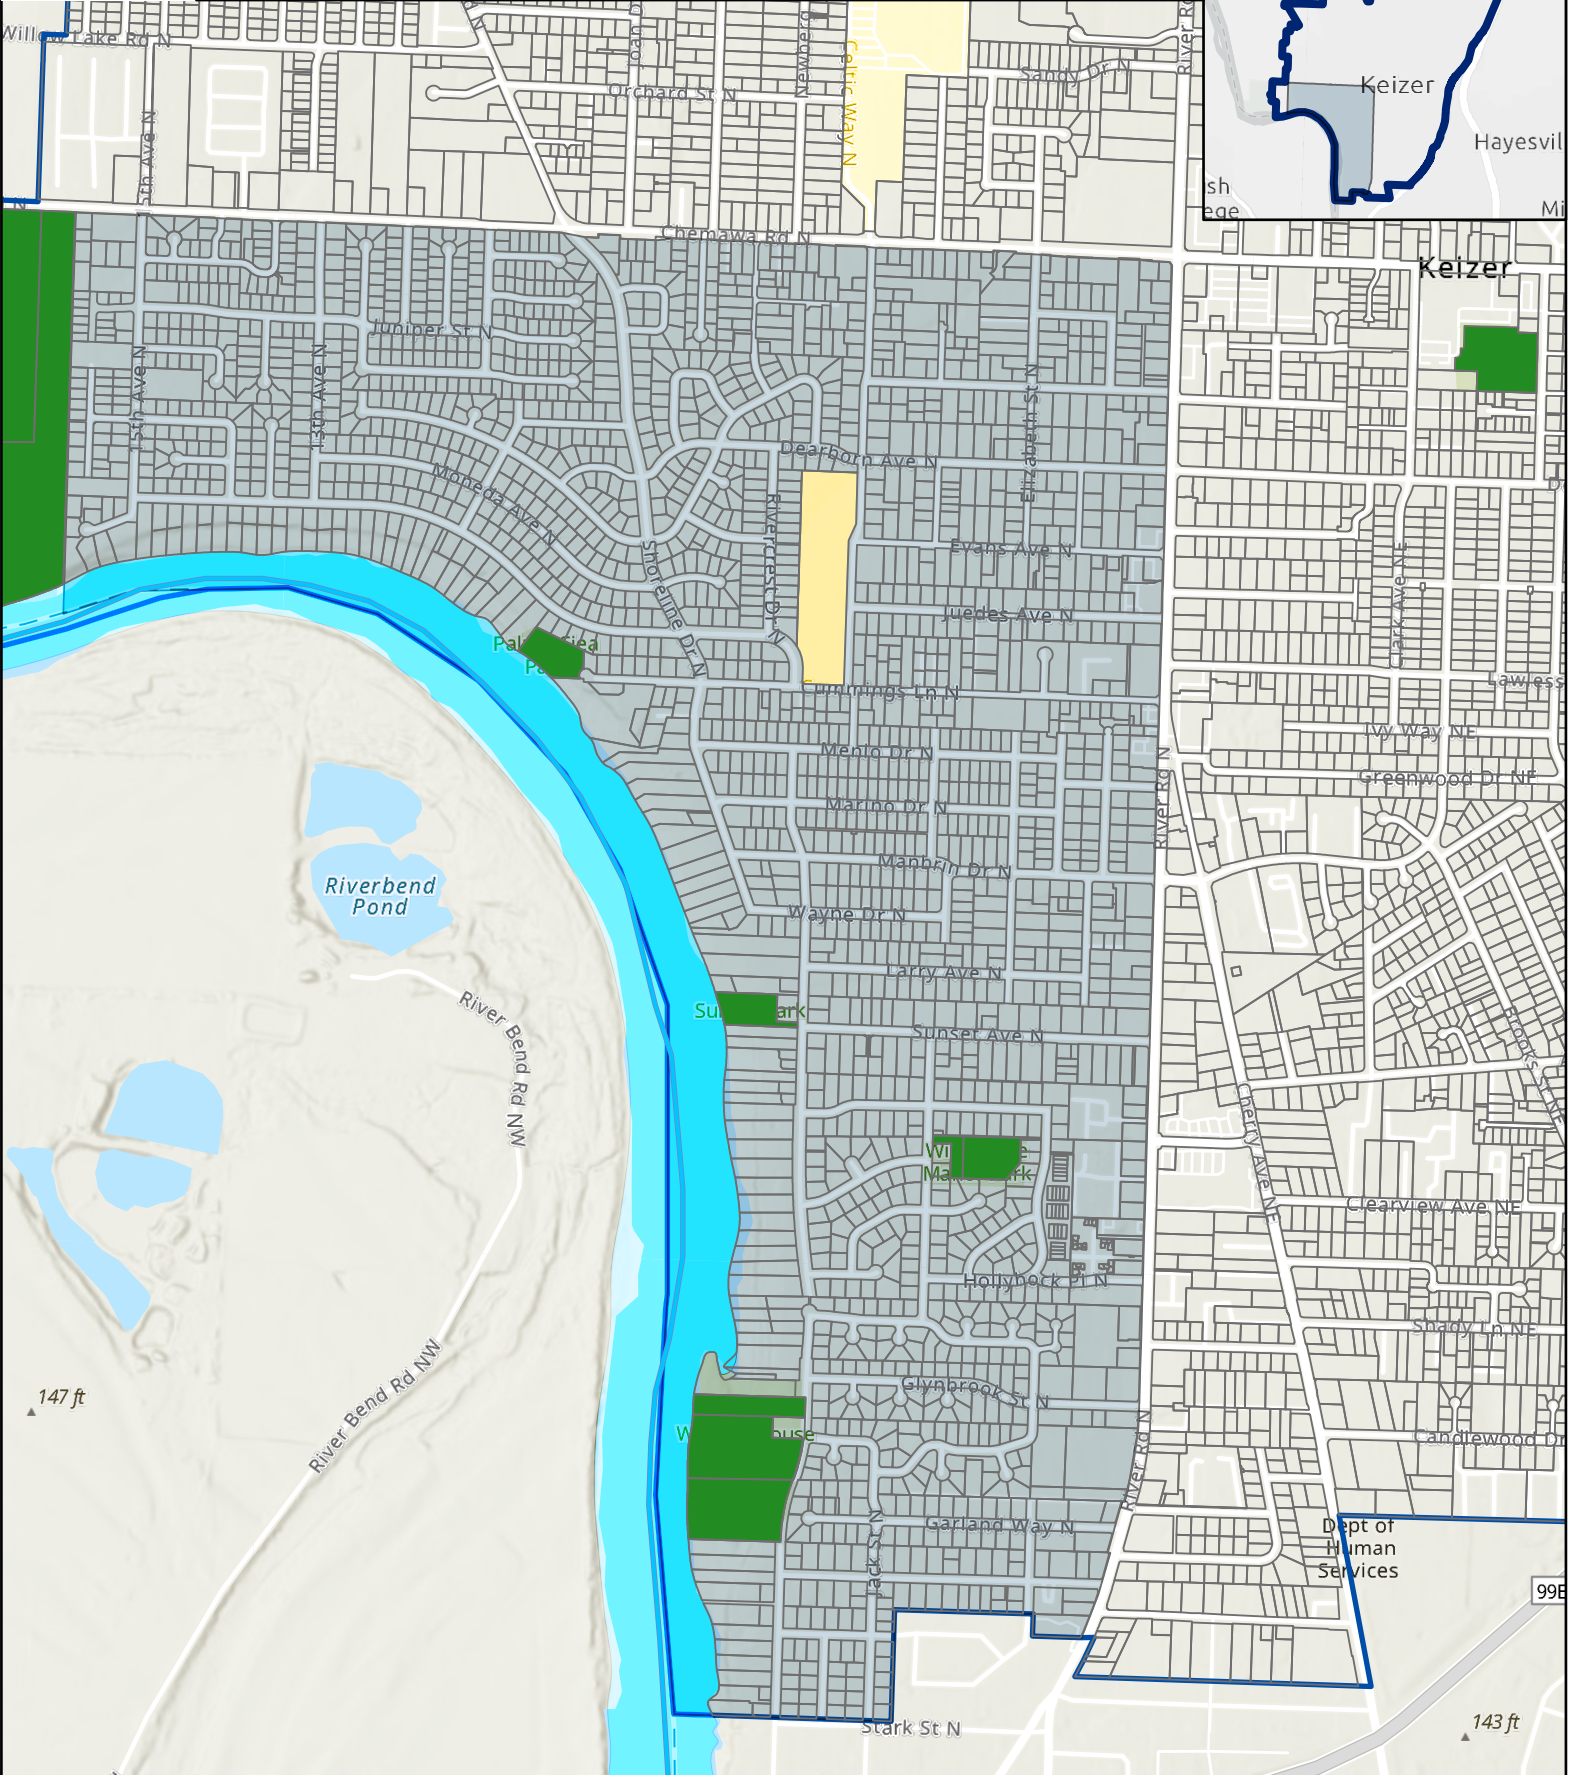 Willow Lake Rd N
15th Ave N
Joan D
Newberg
Celtic Way N
Orchard St N
Sandy Dr N
River Rd
Keizer
Hayesvil
sh
ege
Mi
N
Chemawa Rd N
Keizer
Juniper St N
15th Ave N
13th Ave N
Elizabeth St N
Dearborn Ave N
Moneda Ave N
Rivercrest Dr N
Shoreline Dr N
Evans Ave N
Clark Ave NE
Juedes Ave N
Cummings Ln N
Lawless
Ivy Way NE
Menlo Dr N
River Rd N
Greenwood Dr NE
Marino Dr N
Manbrin Dr N
Riverbend
Pond
Wayne Dr N
Larry Ave N
River Bend Rd NW
Sunset Ave N
Brooks St NE
Cherry Ave NE
Clearview Ave NE
Hollyhock Pl N
Shady Ln NE
River Bend Rd NW
147 ft
Glynbrook St N
River Rd N
Candlewood Dr
Garland Way N
Jack St N
Dept of
Human
Services
99E
Stark St N
143 ft